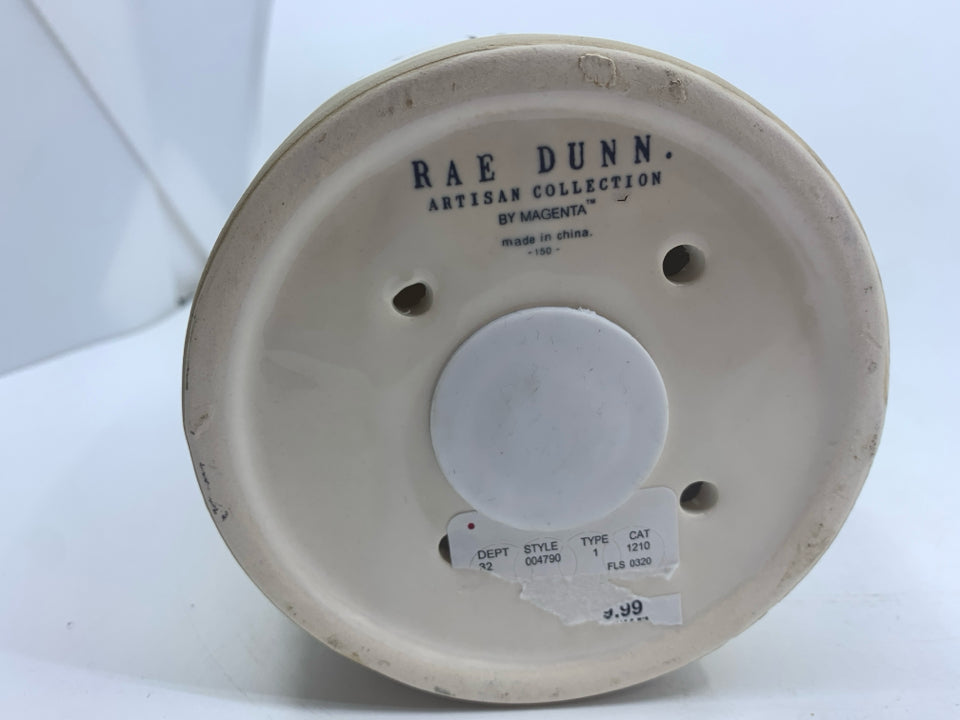 RAE DUNN.
ARTISAN COLLECTION
BY MAGENTA™
made in china.
- 150 -
DEPT STYLE TYPE CAT
32 004790 1 1210
FLS 0320
9.99